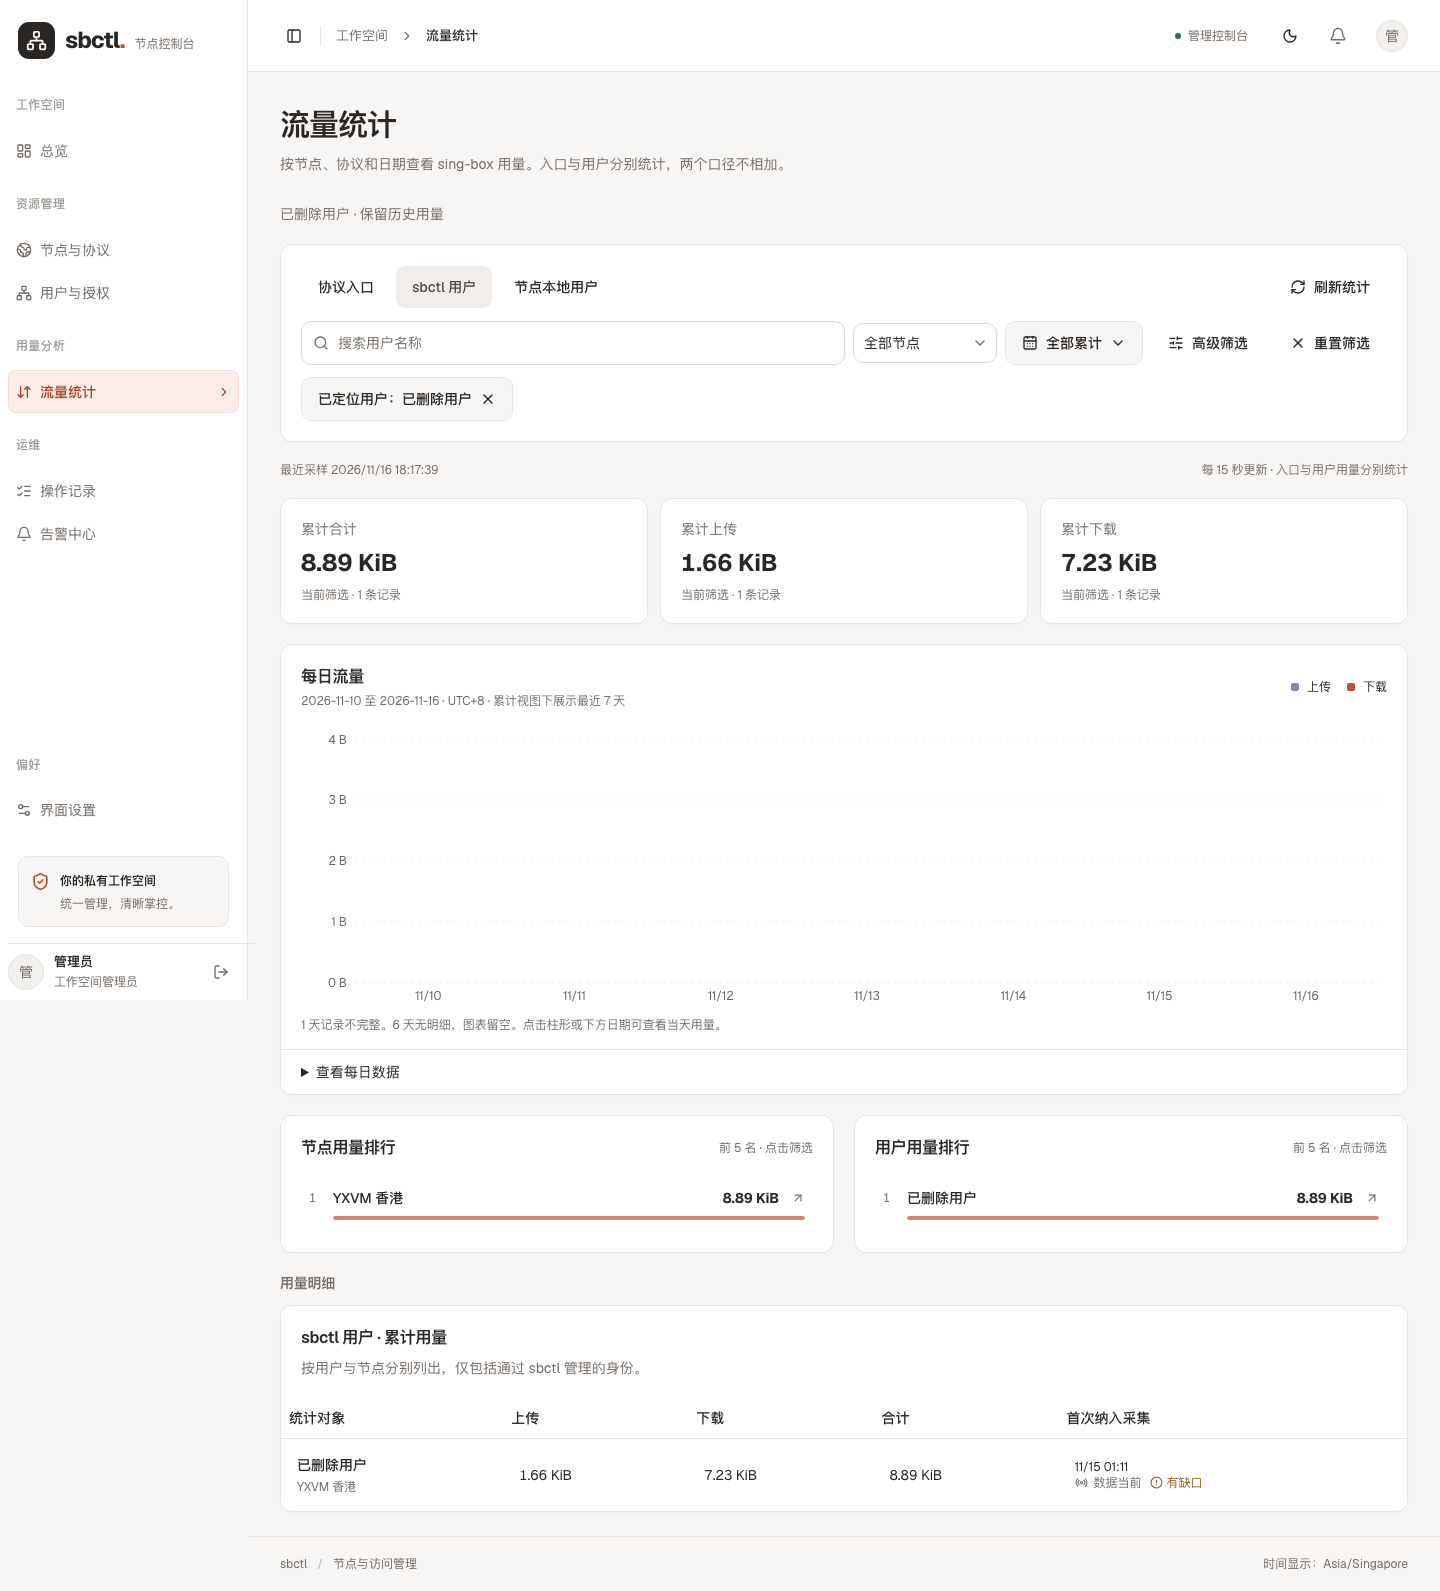 sbctl. 节点控制台
工作空间
总览
资源管理
节点与协议
用户与授权
用量分析
流量统计
运维
操作记录
告警中心
偏好
界面设置
你的私有工作空间
统一管理，清晰掌控。
管
管理员
工作空间管理员
工作空间 流量统计
管理控制台
管
流量统计
按节点、协议和日期查看 sing-box 用量。入口与用户分别统计，两个口径不相加。
已删除用户 · 保留历史用量
协议入口 sbctl 用户 节点本地用户 刷新统计
搜索用户名称 全部节点 全部累计 高级筛选 重置筛选
已定位用户：已删除用户
最近采样 2026/11/16 18:17:39 每 15 秒更新 · 入口与用户用量分别统计
累计合计
8.89 KiB
当前筛选 · 1 条记录
累计上传
1.66 KiB
当前筛选 · 1 条记录
累计下载
7.23 KiB
当前筛选 · 1 条记录
每日流量
2026-11-10 至 2026-11-16 · UTC+8 · 累计视图下展示最近 7 天
上传 下载
4 B
3 B
2 B
1 B
0 B
11/10 11/11 11/12 11/13 11/14 11/15 11/16
1 天记录不完整。6 天无明细，图表留空。点击柱形或下方日期可查看当天用量。
查看每日数据
节点用量排行 前 5 名 · 点击筛选
1 YXVM 香港 8.89 KiB
用户用量排行 前 5 名 · 点击筛选
1 已删除用户 8.89 KiB
用量明细
sbctl 用户 · 累计用量
按用户与节点分别列出，仅包括通过 sbctl 管理的身份。
统计对象 上传 下载 合计 首次纳入采集
已删除用户
YXVM 香港
1.66 KiB 7.23 KiB 8.89 KiB
11/15 01:11
数据当前 有缺口
sbctl / 节点与访问管理 时间显示：Asia/Singapore